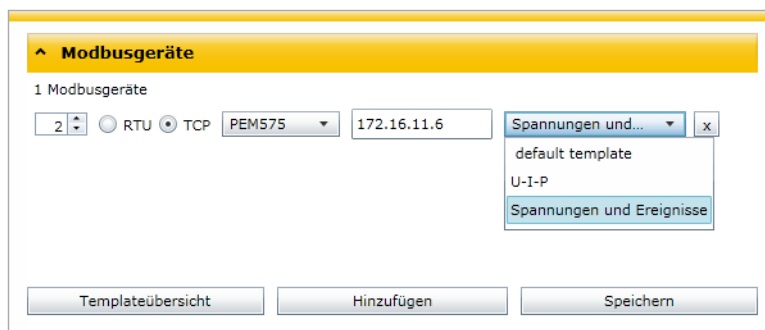 Modbusgeräte
1 Modbusgeräte
2 RTU TCP PEM575 172.16.11.6 Spannungen und... x
default template
U-I-P
Spannungen und Ereignisse
Templateübersicht Hinzufügen Speichern